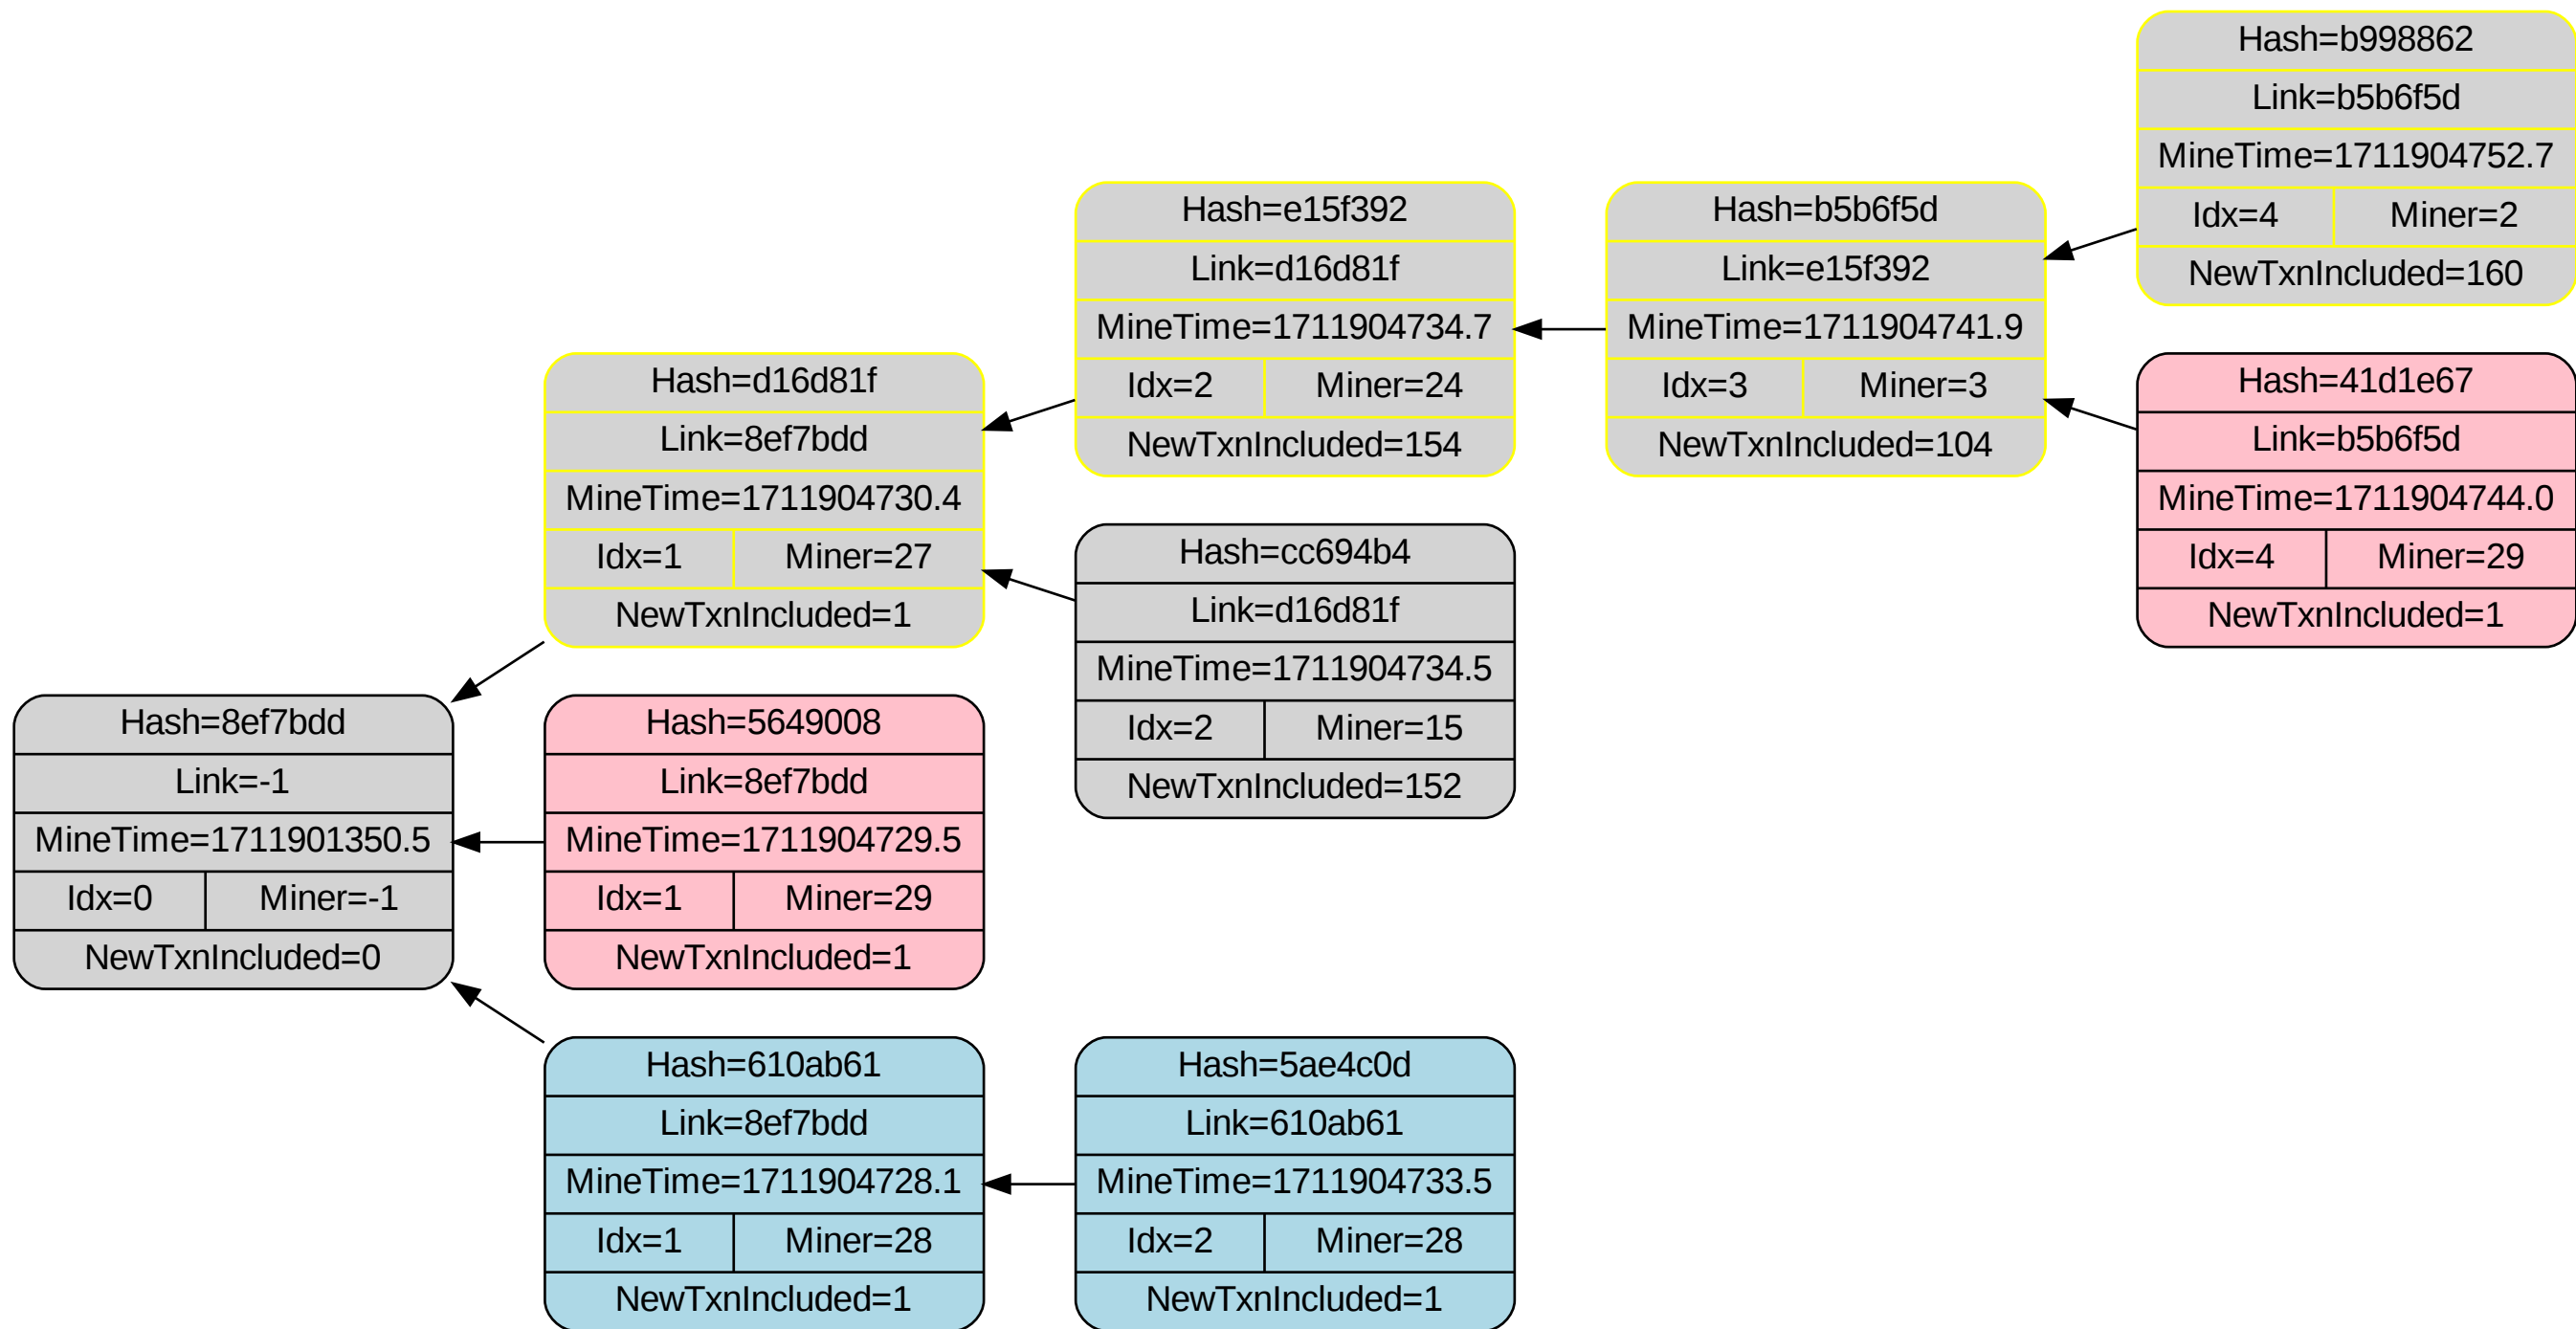 Hash=b998862
Link=b5b6f5d
MineTime=1711904752.7
Idx=4 Miner=2
NewTxnIncluded=160
Hash=e15f392
Link=d16d81f
MineTime=1711904734.7
Idx=2 Miner=24
NewTxnIncluded=154
Hash=b5b6f5d
Link=e15f392
MineTime=1711904741.9
Idx=3 Miner=3
NewTxnIncluded=104
Hash=d16d81f
Link=8ef7bdd
MineTime=1711904730.4
Idx=1 Miner=27
NewTxnIncluded=1
Hash=41d1e67
Link=b5b6f5d
MineTime=1711904744.0
Idx=4 Miner=29
NewTxnIncluded=1
Hash=cc694b4
Link=d16d81f
MineTime=1711904734.5
Idx=2 Miner=15
NewTxnIncluded=152
Hash=8ef7bdd
Link=-1
MineTime=1711901350.5
Idx=0 Miner=-1
NewTxnIncluded=0
Hash=5649008
Link=8ef7bdd
MineTime=1711904729.5
Idx=1 Miner=29
NewTxnIncluded=1
Hash=610ab61
Link=8ef7bdd
MineTime=1711904728.1
Idx=1 Miner=28
NewTxnIncluded=1
Hash=5ae4c0d
Link=610ab61
MineTime=1711904733.5
Idx=2 Miner=28
NewTxnIncluded=1